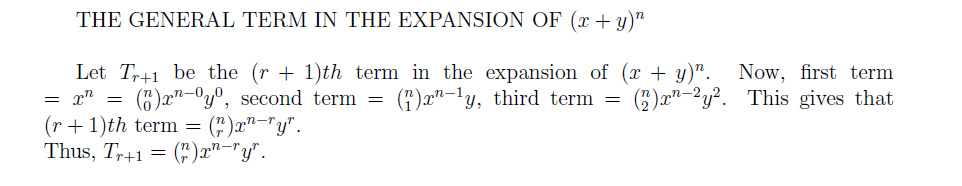 THE GENERAL TERM IN THE EXPANSION OF $(x + y)^n$
Let $T_{r+1}$ be the $(r + 1)th$ term in the expansion of $(x + y)^n$. Now, first term
$= x^n = \binom{n}{0}x^{n-0}y^0$, second term $= \binom{n}{1}x^{n-1}y$, third term $= \binom{n}{2}x^{n-2}y^2$. This gives that
$(r + 1)th$ term $= \binom{n}{r}x^{n-r}y^r$.
Thus, $T_{r+1} = \binom{n}{r}x^{n-r}y^r$.